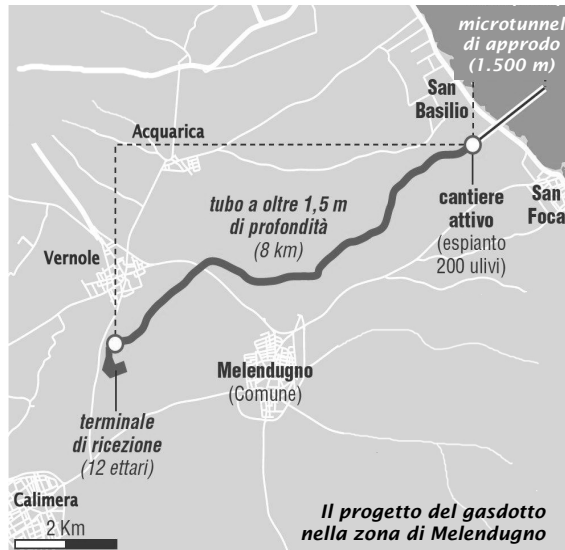 microtunnel
di approdo
(1.500 m)
San
Basilio
Acquarica
cantiere
attivo
(espianto
200 ulivi)
San
Foca
tubo a oltre 1,5 m
di profondità
(8 km)
Vernole
Melendugno
(Comune)
terminale
di ricezione
(12 ettari)
Calimera
2 Km
Il progetto del gasdotto
nella zona di Melendugno